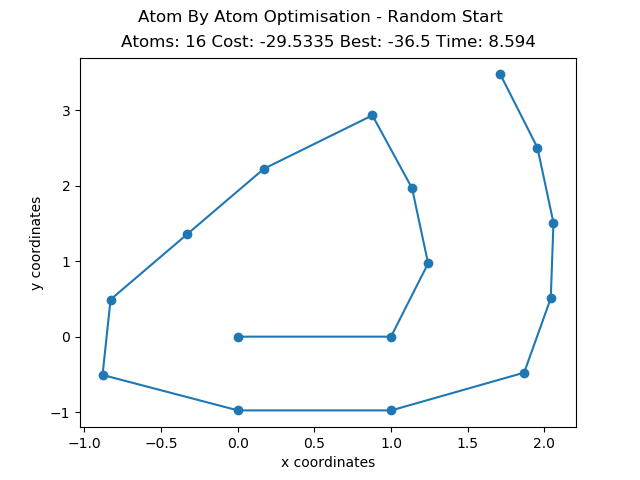 Atom By Atom Optimisation - Random Start
Atoms: 16 Cost: -29.5335 Best: -36.5 Time: 8.594
3
2
1
0
−1
y coordinates
−1.0 −0.5 0.0 0.5 1.0 1.5 2.0
x coordinates